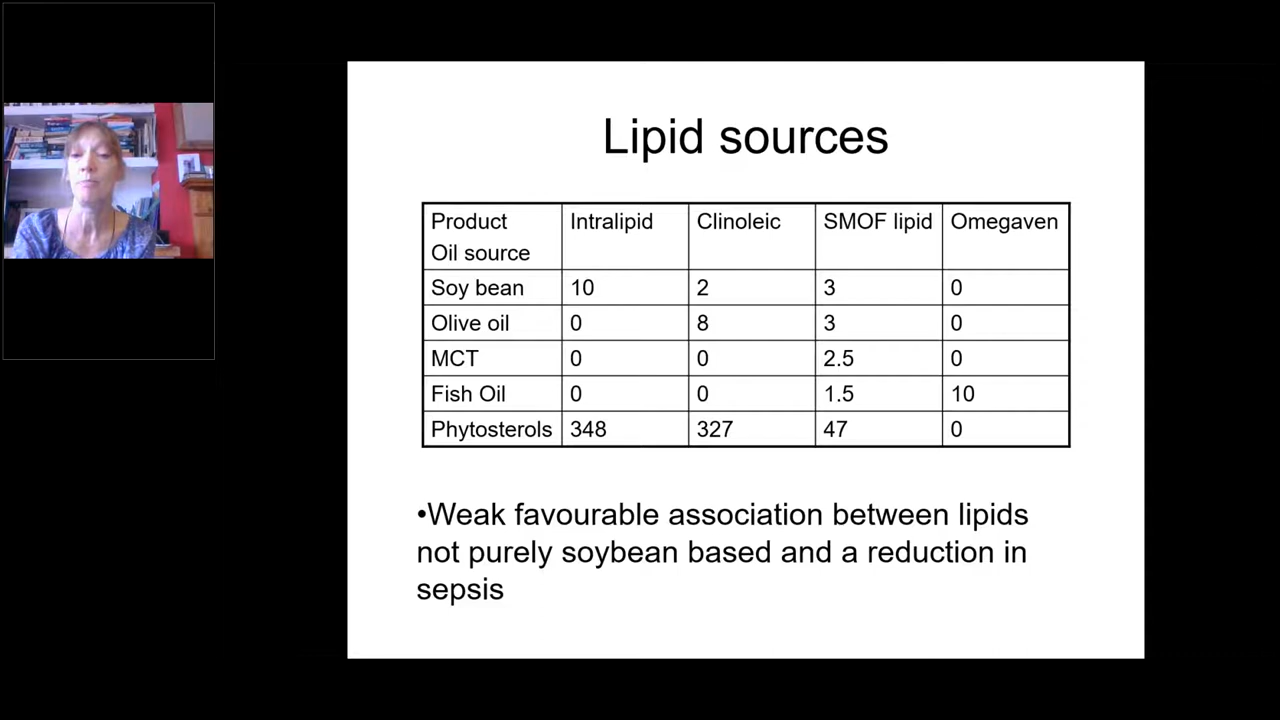 Lipid sources
Product Oil source Intralipid Clinoleic SMOF lipid Omegaven
Soy bean 10 2 3 0
Olive oil 0 8 3 0
MCT 0 0 2.5 0
Fish Oil 0 0 1.5 10
Phytosterols 348 327 47 0
•Weak favourable association between lipids
not purely soybean based and a reduction in
sepsis